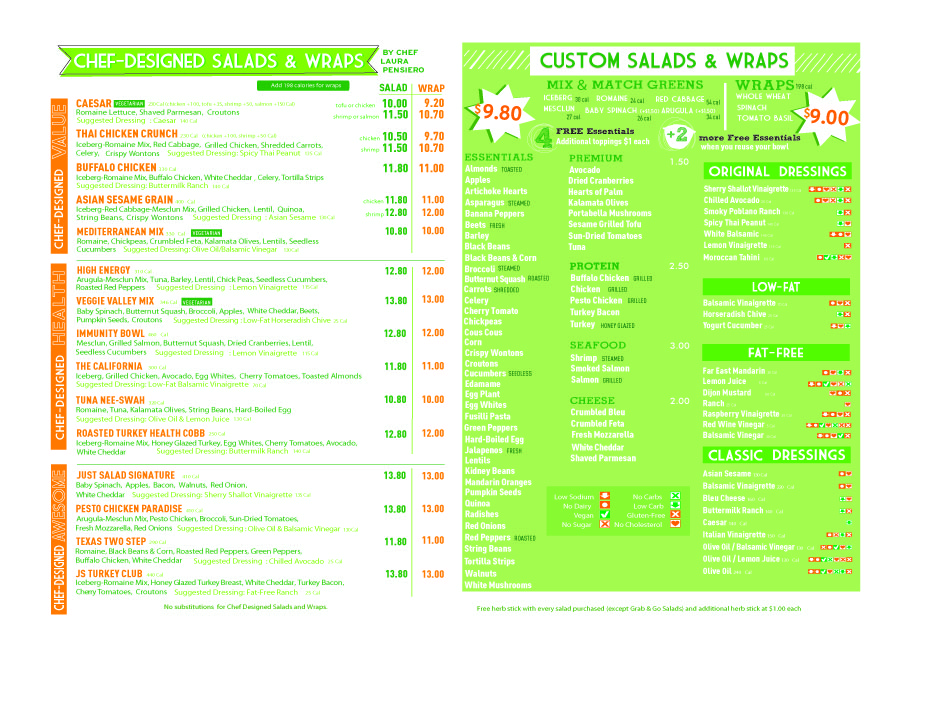 CHEF-DESIGNED SALADS & WRAPS
BY CHEF
LAURA
PENSIERO
Add 198 calories for wraps
SALAD WRAP
CHEF-DESIGNED VALUE
CAESAR VEGETARIAN tofu or chicken 10.00 9.20
Romaine Lettuce, Shaved Parmesan, Croutons shrimp or salmon 11.50 10.70
Suggested Dressing : Caesar
THAI CHICKEN CRUNCH chicken 10.50 9.70
Iceberg-Romaine Mix, Red Cabbage, Grilled Chicken, Shredded Carrots,
Celery, Crispy Wontons Suggested Dressing: Spicy Thai Peanut shrimp 11.50 10.70
BUFFALO CHICKEN 11.80 11.00
Iceberg-Romaine Mix, Buffalo Chicken, White Cheddar , Celery, Tortilla Strips
Suggested Dressing: Buttermilk Ranch
ASIAN SESAME GRAIN chicken 11.80 11.00
Iceberg-Red Cabbage-Mesclun Mix, Grilled Chicken, Lentil, Quinoa,
String Beans, Crispy Wontons Suggested Dressing : Asian Sesame shrimp 12.80 12.00
MEDITERRANEAN MIX VEGETARIAN 10.80 10.00
Romaine, Chickpeas, Crumbled Feta, Kalamata Olives, Lentils, Seedless
Cucumbers Suggested Dressing: Olive Oil/Balsamic Vinegar
CHEF-DESIGNED HEALTH
HIGH ENERGY 12.80 12.00
Arugula-Mesclun Mix, Tuna, Barley, Lentil, Chick Peas, Seedless Cucumbers,
Roasted Red Peppers Suggested Dressing : Lemon Vinaigrette
VEGGIE VALLEY MIX VEGETARIAN 13.80 13.00
Baby Spinach, Butternut Squash, Broccoli, Apples, White Cheddar, Beets,
Pumpkin Seeds, Croutons Suggested Dressing : Low-Fat Horseradish Chive
IMMUNITY BOWL 12.80 12.00
Mesclun, Grilled Salmon, Butternut Squash, Dried Cranberries, Lentil,
Seedless Cucumbers Suggested Dressing : Lemon Vinaigrette
THE CALIFORNIA 11.80 11.00
Iceberg, Grilled Chicken, Avocado, Egg Whites, Cherry Tomatoes, Toasted Almonds
Suggested Dressing: Low-Fat Balsamic Vinaigrette
TUNA NEE-SWAH 10.80 10.00
Romaine, Tuna, Kalamata Olives, String Beans, Hard-Boiled Egg
Suggested Dressing: Olive Oil & Lemon Juice
ROASTED TURKEY HEALTH COBB 12.80 12.00
Iceberg-Romaine Mix, Honey Glazed Turkey, Egg Whites, Cherry Tomatoes, Avocado,
White Cheddar Suggested Dressing: Buttermilk Ranch
CHEF-DESIGNED AWESOME
JUST SALAD SIGNATURE 13.80 13.00
Baby Spinach, Apples, Bacon, Walnuts, Red Onion,
White Cheddar Suggested Dressing: Sherry Shallot Vinaigrette
PESTO CHICKEN PARADISE 13.80 13.00
Arugula-Mesclun Mix, Pesto Chicken, Broccoli, Sun-Dried Tomatoes,
Fresh Mozzarella, Red Onions Suggested Dressing: Olive Oil & Balsamic Vinegar
TEXAS TWO STEP 11.80 11.00
Romaine, Black Beans & Corn, Roasted Red Peppers, Green Peppers,
Buffalo Chicken, White Cheddar Suggested Dressing : Chilled Avocado
JS TURKEY CLUB 13.80 13.00
Iceberg-Romaine Mix, Honey Glazed Turkey Breast, White Cheddar, Turkey Bacon,
Cherry Tomatoes, Croutons Suggested Dressing: Fat-Free Ranch
No substitutions for Chef Designed Salads and Wraps.
CUSTOM SALADS & WRAPS
$9.80
MIX & MATCH GREENS
ICEBERG ROMAINE 26 cal RED CABBAGE
MESCLUN BABY SPINACH ARUGULA
27 cal 26 cal 34 cal
WRAPS 198 cal
WHOLE WHEAT
SPINACH
TOMATO BASIL
$9.00
4 FREE Essentials
Additional toppings $1 each
+2 more Free Essentials
when you reuse your bowl
ESSENTIALS
Almonds TOASTED
Apples
Artichoke Hearts
Asparagus STEAMED
Banana Peppers
Beets FRESH
Barley
Black Beans
Black Beans & Corn
Broccoli STEAMED
Butternut Squash ROASTED
Carrots SHREDDED
Celery
Cherry Tomato
Chickpeas
Cous Cous
Corn
Crispy Wontons
Croutons
Cucumbers SEEDLESS
Edamame
Egg Plant
Egg Whites
Fusilli Pasta
Green Peppers
Hard-Boiled Egg
Jalapenos FRESH
Lentils
Kidney Beans
Mandarin Oranges
Pumpkin Seeds
Quinoa
Radishes
Red Onions
Red Peppers ROASTED
String Beans
Tortilla Strips
Walnuts
White Mushrooms
PREMIUM 1.50
Avocado
Dried Cranberries
Hearts of Palm
Kalamata Olives
Portobella Mushrooms
Sesame Grilled Tofu
Sun-Dried Tomatoes
Tuna
PROTEIN 2.50
Buffalo Chicken GRILLED
Chicken GRILLED
Pesto Chicken GRILLED
Turkey Bacon
Turkey HONEY GLAZED
SEAFOOD 3.00
Shrimp STEAMED
Smoked Salmon
Salmon GRILLED
CHEESE 2.00
Crumbled Bleu
Crumbled Feta
Fresh Mozzarella
White Cheddar
Shaved Parmesan
Low Sodium No Carbs
No Dairy Low Carb
Vegan Gluten-Free
No Sugar No Cholesterol
ORIGINAL DRESSINGS
Sherry Shallot Vinaigrette
Chilled Avocado
Smoky Poblano Ranch
Spicy Thai Peanut
White Balsamic
Lemon Vinaigrette
Moroccan Tahini
LOW-FAT
Balsamic Vinaigrette
Horseradish Chive
Yogurt Cucumber
FAT-FREE
Far East Mandarin
Lemon Juice
Dijon Mustard
Ranch
Raspberry Vinaigrette
Red Wine Vinegar
Balsamic Vinegar
CLASSIC DRESSINGS
Asian Sesame
Balsamic Vinaigrette
Bleu Cheese
Buttermilk Ranch
Caesar
Italian Vinaigrette
Olive Oil / Balsamic Vinegar
Olive Oil / Lemon Juice
Olive Oil
Free herb stick with every salad purchased (except Grab & Go Salads) and additional herb stick at $1.00 each